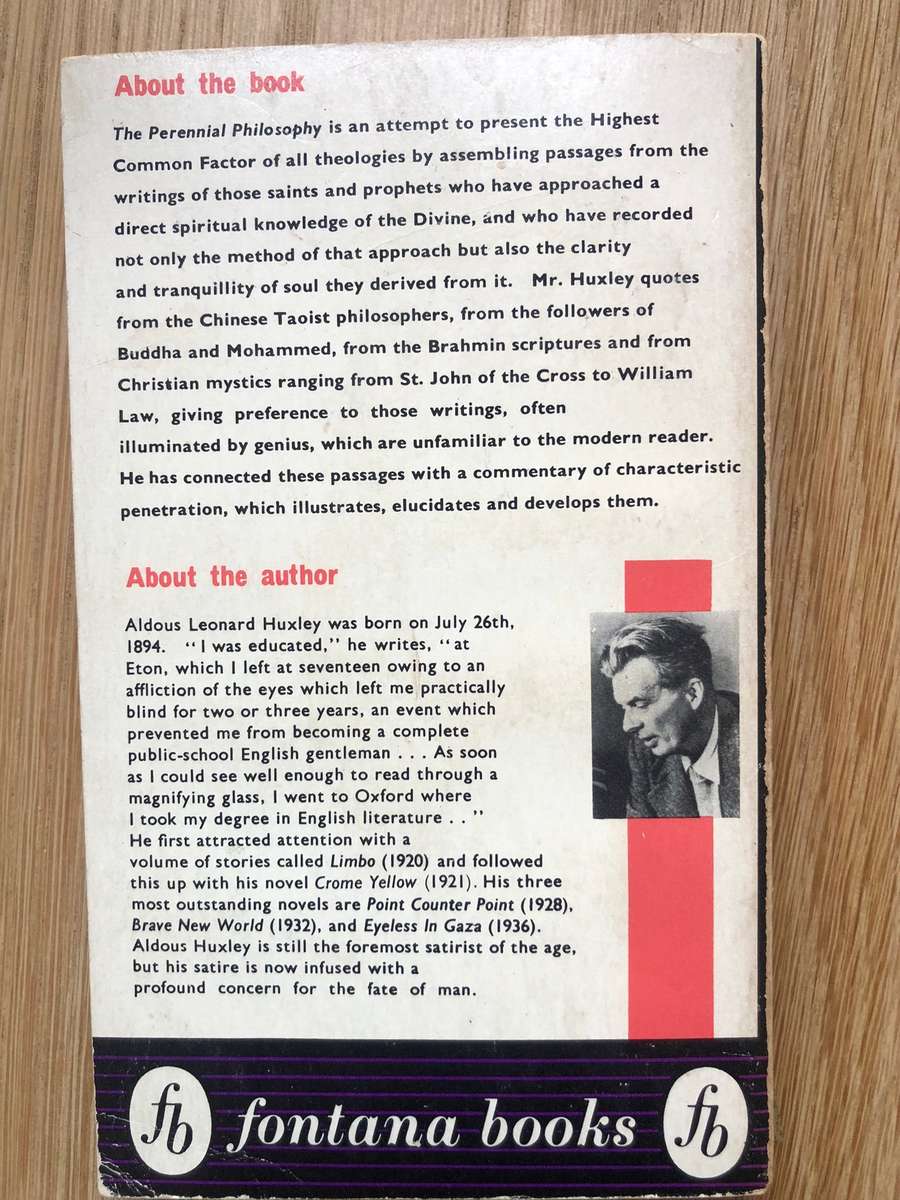 About the book
The Perennial Philosophy is an attempt to present the Highest
Common Factor of all theologies by assembling passages from the
writings of those saints and prophets who have approached a
direct spiritual knowledge of the Divine, and who have recorded
not only the method of that approach but also the clarity
and tranquillity of soul they derived from it. Mr. Huxley quotes
from the Chinese Taoist philosophers, from the followers of
Buddha and Mohammed, from the Brahmin scriptures and from
Christian mystics ranging from St. John of the Cross to William
Law, giving preference to those writings, often
illuminated by genius, which are unfamiliar to the modern reader.
He has connected these passages with a commentary of characteristic
penetration, which illustrates, elucidates and develops them.
About the author
Aldous Leonard Huxley was born on July 26th,
1894. "I was educated," he writes, "at
Eton, which I left at seventeen owing to an
affliction of the eyes which left me practically
blind for two or three years, an event which
prevented me from becoming a complete
public-school English gentleman . . . As soon
as I could see well enough to read through a
magnifying glass, I went to Oxford where
I took my degree in English literature . . "
He first attracted attention with a
volume of stories called Limbo (1920) and followed
this up with his novel Crome Yellow (1921). His three
most outstanding novels are Point Counter Point (1928),
Brave New World (1932), and Eyeless In Gaza (1936).
Aldous Huxley is still the foremost satirist of the age,
but his satire is now infused with a
profound concern for the fate of man.
fb fontana books fb